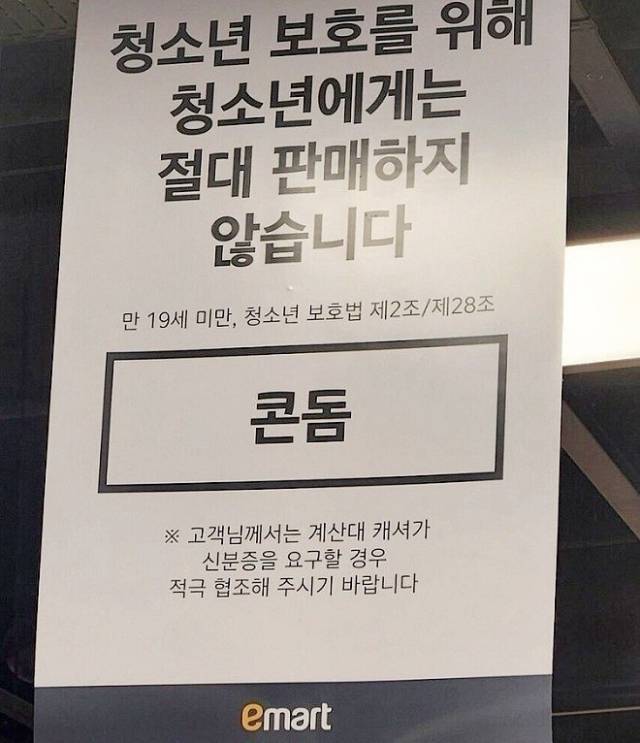 청소년 보호를 위해
청소년에게는
절대 판매하지
않습니다
만 19세 미만, 청소년 보호법 제2조/제28조
콘돔
※ 고객님께서는 계산대 캐셔가
신분증을 요구할 경우
적극 협조해 주시기 바랍니다
emart